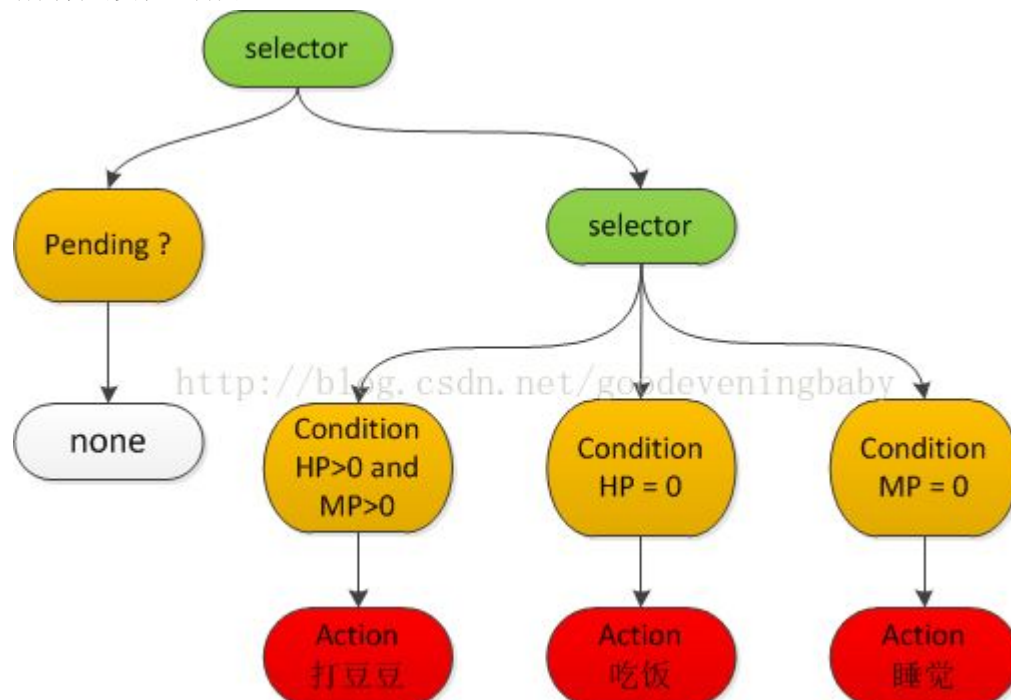 selector
Pending ?
selector
http://blog.csdn.net/goodeveningbaby
none
Condition
HP>0 and
MP>0
Condition
HP = 0
Condition
MP = 0
Action
打豆豆
Action
吃饭
Action
睡觉